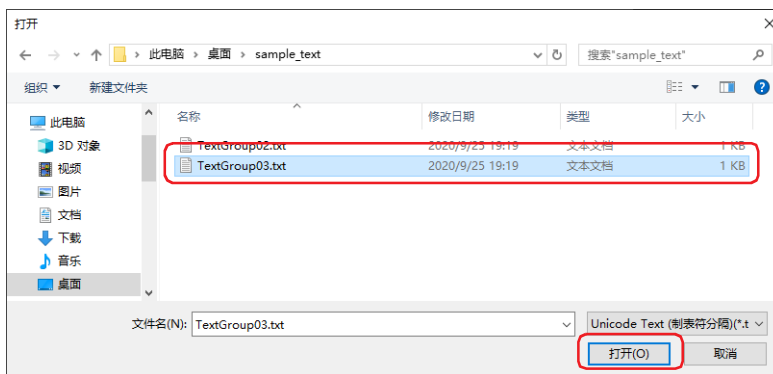 打开
此电脑 › 桌面 › sample_text
搜索"sample_text"
组织 新建文件夹
名称 修改日期 类型 大小
此电脑
3D 对象
视频
图片
文档
下载
音乐
桌面
TextGroup02.txt 2020/9/25 19:19 文本文档 1 KB
TextGroup03.txt 2020/9/25 19:19 文本文档 1 KB
文件名(N): TextGroup03.txt
Unicode Text (制表符分隔)(*.t
打开(O) 取消